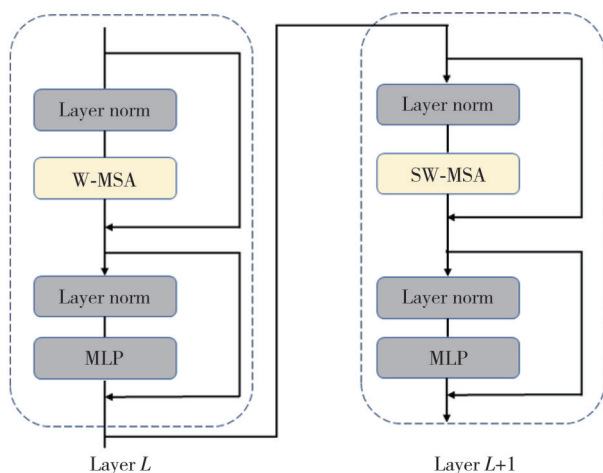 Layer norm
W-MSA
Layer norm
MLP
Layer L
Layer norm
SW-MSA
Layer norm
MLP
Layer L+1